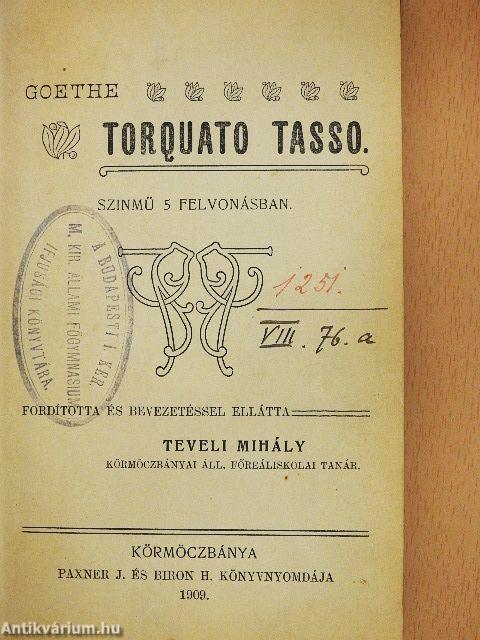 GOETHE
TORQUATO TASSO.
SZINMŰ 5 FELVONÁSBAN.
A BUDAPESTI I. KER
M. KIR. ÁLLAMI FŐGYMNASIUM
IFJUSÁGI KÖNYVTÁRA.
1251.
VIII. 76. a
FORDÍTOTTA ÉS BEVEZETÉSSEL ELLÁTTA
TEVELI MIHÁLY
KÖRMÖCZBÁNYAI ÁLL. FŐREÁLISKOLAI TANÁR.
KÖRMÖCZBÁNYA
PAXNER J. ÉS BIRON H. KÖNYVNYOMDÁJA
1909.
Antikvárium.hu